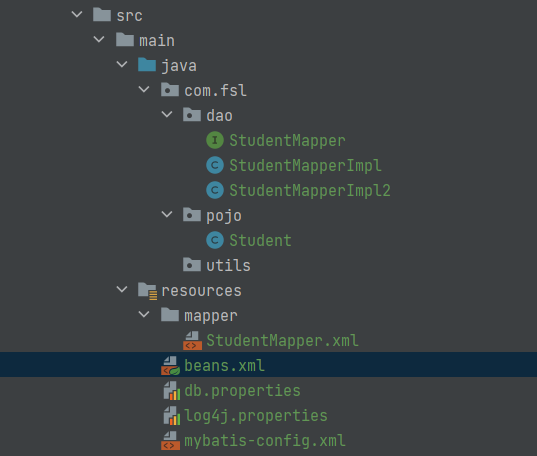 src
main
java
com.fsl
dao
I StudentMapper
C StudentMapperImpl
C StudentMapperImpl2
pojo
C Student
utils
resources
mapper
StudentMapper.xml
beans.xml
db.properties
log4j.properties
mybatis-config.xml